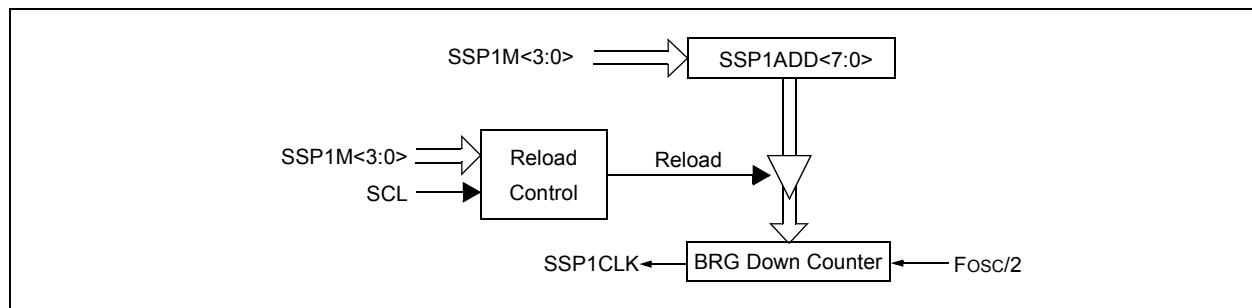 SSP1M<3:0>
SSP1ADD<7:0>
SSP1M<3:0>
SCL
Reload
Control
Reload
SSP1CLK
BRG Down Counter
FOSC/2